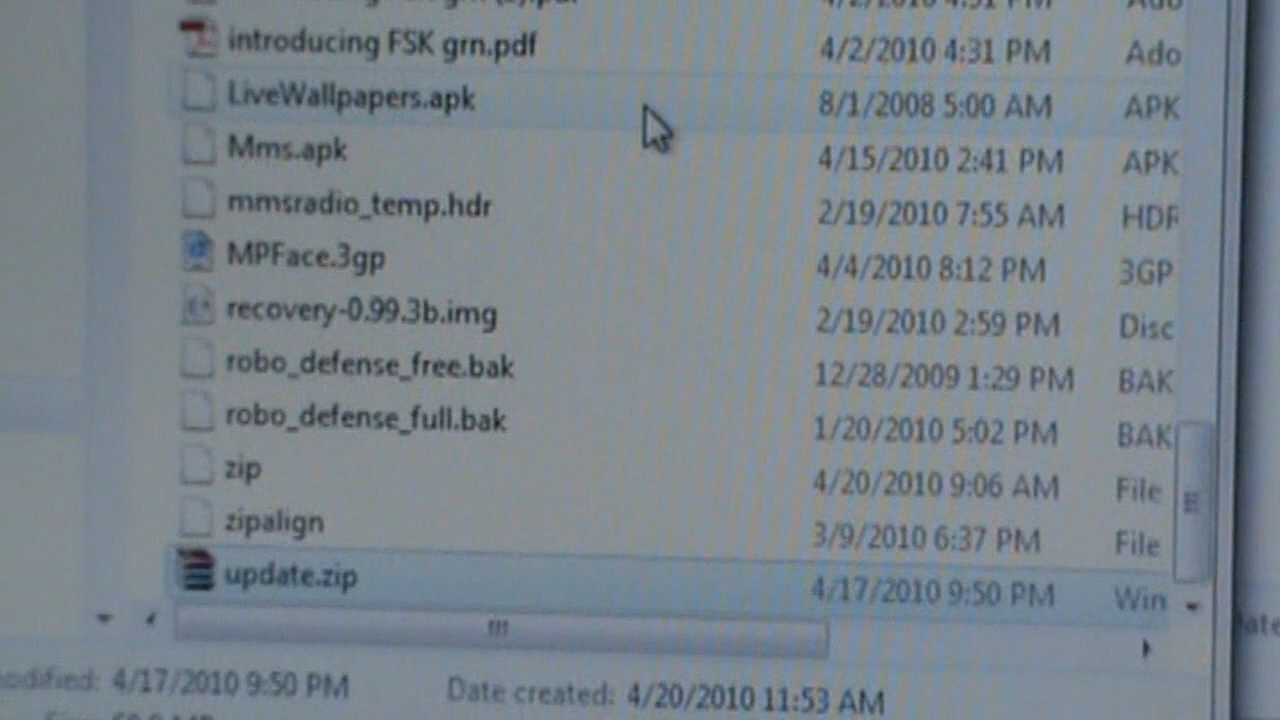 introducing FSK grn.pdf 4/2/2010 4:31 PM Ado
LiveWallpapers.apk 8/1/2008 5:00 AM APK
Mms.apk 4/15/2010 2:41 PM APK
mmsradio_temp.hdr 2/19/2010 7:55 AM HDF
MPFace.3gp 4/4/2010 8:12 PM 3GP
recovery-0.99.3b.img 2/19/2010 2:59 PM Disc
robo_defense_free.bak 12/28/2009 1:29 PM BAK
robo_defense_full.bak 1/20/2010 5:02 PM BAK
zip 4/20/2010 9:06 AM File
zipalign 3/9/2010 6:37 PM File
update.zip 4/17/2010 9:50 PM Win
odified: 4/17/2010 9:50 PM Date created: 4/20/2010 11:53 AM